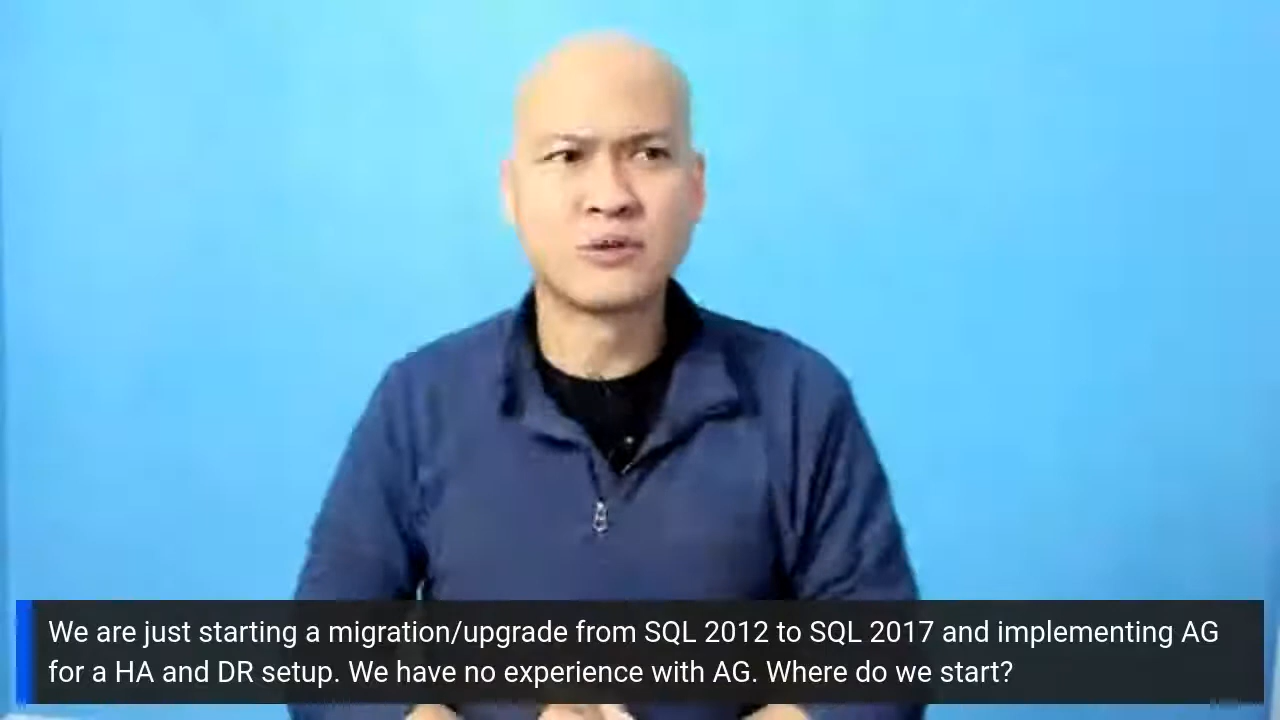 We are just starting a migration/upgrade from SQL 2012 to SQL 2017 and implementing AG
for a HA and DR setup. We have no experience with AG. Where do we start?